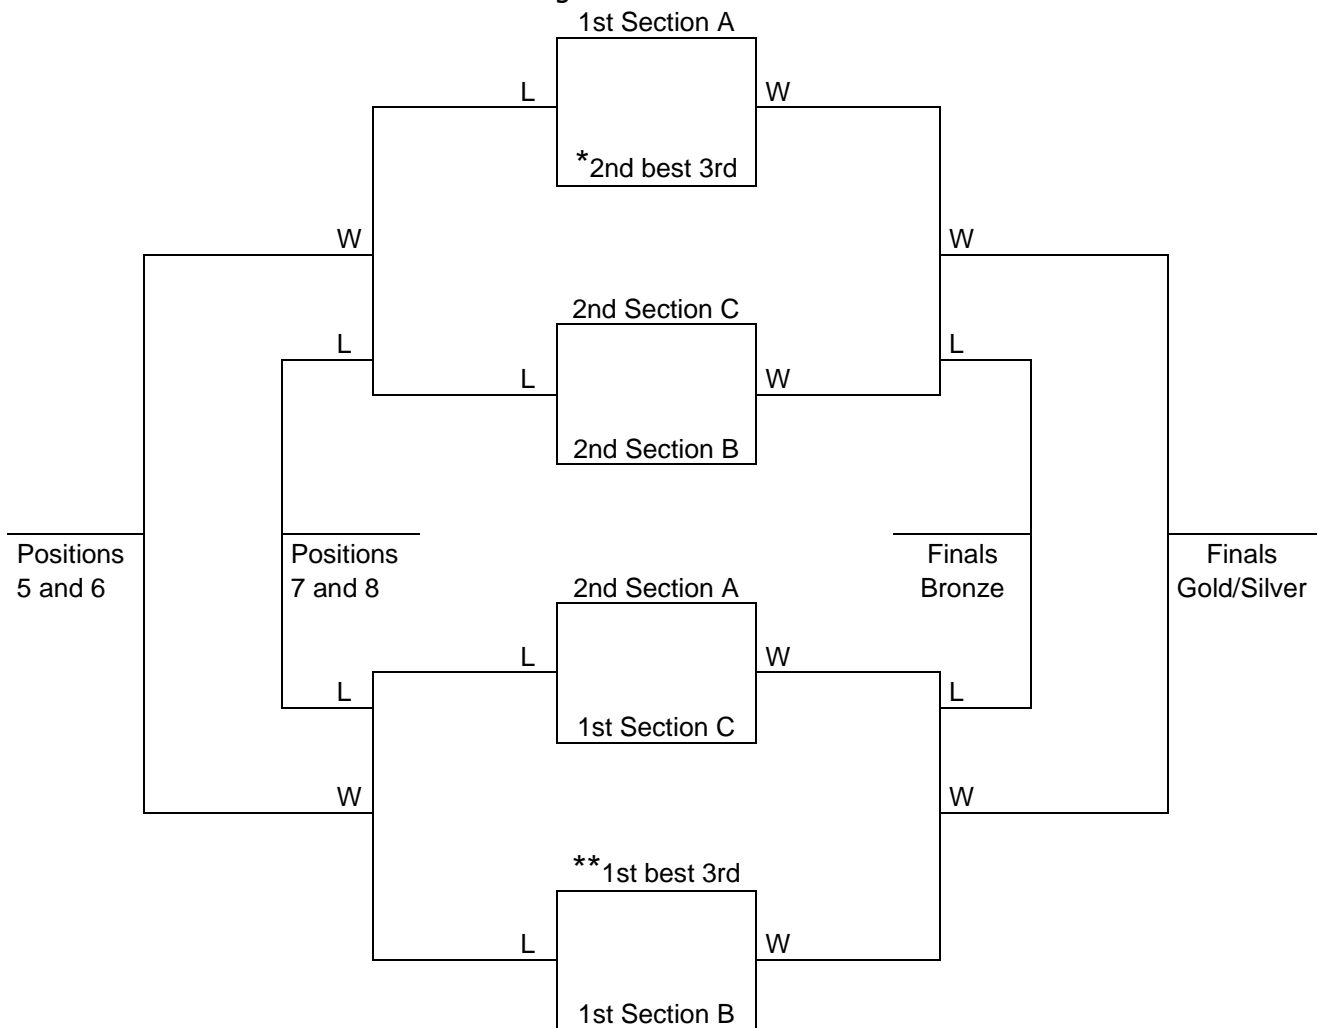 1st Section A
L
W
*2nd best 3rd
W
W
2nd Section C
L
L
L
W
2nd Section B
Positions
5 and 6
Positions
7 and 8
Finals
Bronze
Finals
Gold/Silver
2nd Section A
L
W
L
L
1st Section C
W
W
**1st best 3rd
L
W
1st Section B